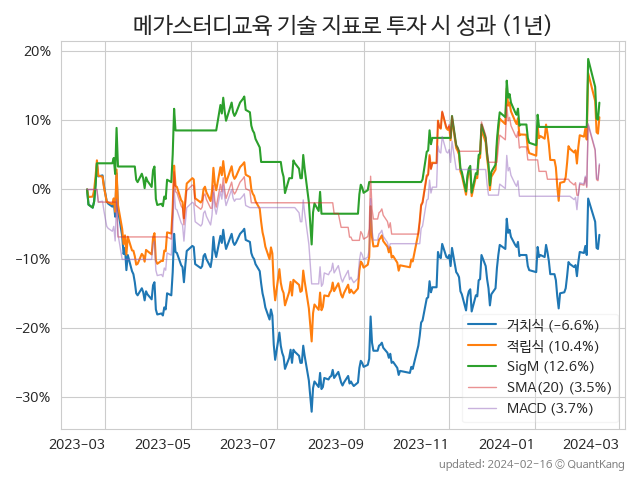 메가스터디교육 기술 지표로 투자 시 성과 (1년)
20%
10%
0%
−10%
−20%
−30%
거치식 (−6.6%)
적립식 (10.4%)
SigM (12.6%)
SMA(20) (3.5%)
MACD (3.7%)
2023-03
2023-05
2023-07
2023-09
2023-11
2024-01
2024-03
updated: 2024-02-16 © QuantKang